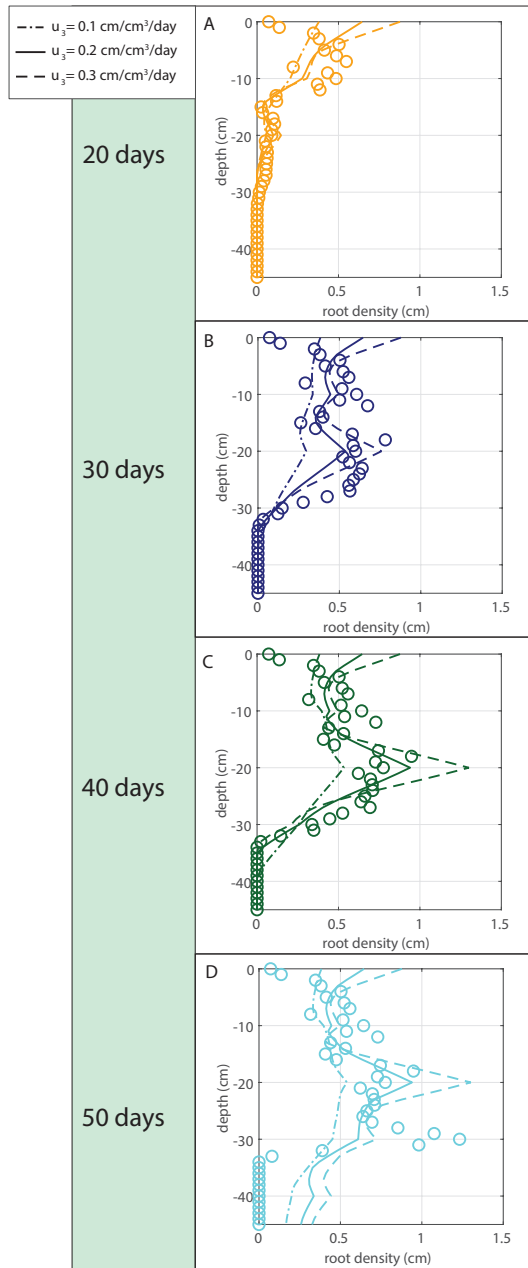 u₃= 0.1 cm/cm³/day
u₃= 0.2 cm/cm³/day
u₃= 0.3 cm/cm³/day
20 days
A
0
-10
-20
-30
-40
depth (cm)
0
0.5
1
1.5
root density (cm)
30 days
B
0
-10
-20
-30
-40
depth (cm)
0
0.5
1
1.5
root density (cm)
40 days
C
0
-10
-20
-30
-40
depth (cm)
0
0.5
1
1.5
root density (cm)
50 days
D
0
-10
-20
-30
-40
depth (cm)
0
0.5
1
1.5
root density (cm)